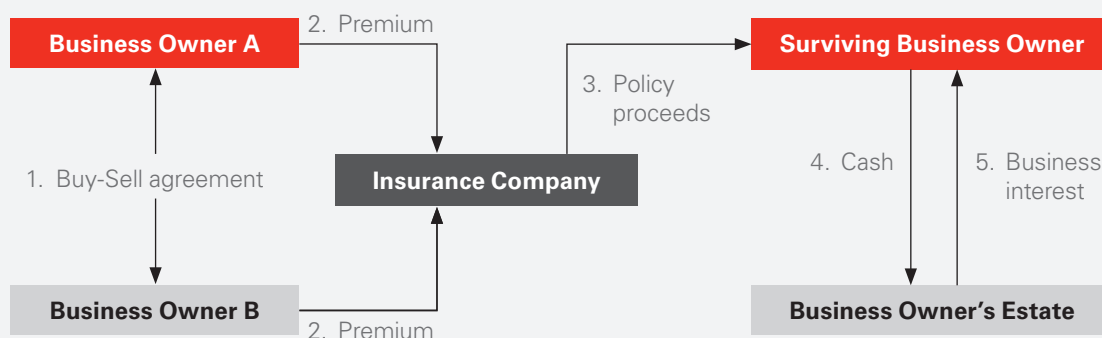 2. Premium
Business Owner A
Surviving Business Owner
3. Policy
proceeds
1. Buy-Sell agreement
Insurance Company
4. Cash
5. Business
interest
Business Owner B
Business Owner’s Estate
2. Premium